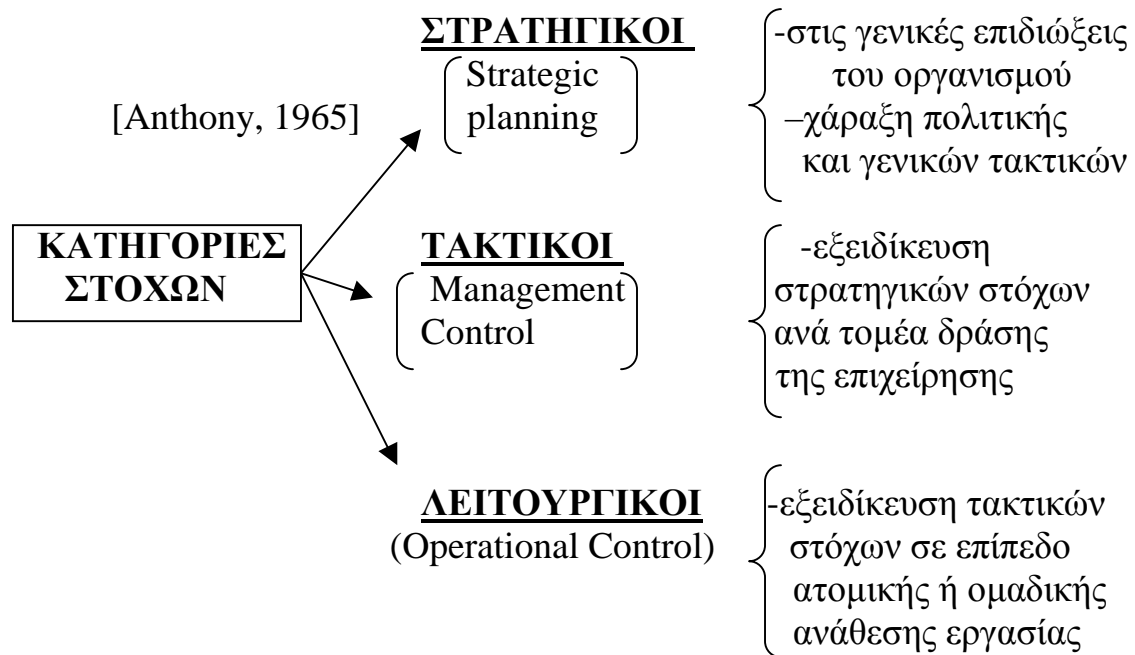 [Anthony, 1965]
ΚΑΤΗΓΟΡΙΕΣ
ΣΤΟΧΩΝ
ΣΤΡΑΤΗΓΙΚΟΙ
Strategic
planning
-στις γενικές επιδιώξεις
του οργανισμού
–χάραξη πολιτικής
και γενικών τακτικών
ΤΑΚΤΙΚΟΙ
Management
Control
-εξειδίκευση
στρατηγικών στόχων
ανά τομέα δράσης
της επιχείρησης
ΛΕΙΤΟΥΡΓΙΚΟΙ
(Operational Control)
-εξειδίκευση τακτικών
στόχων σε επίπεδο
ατομικής ή ομαδικής
ανάθεσης εργασίας